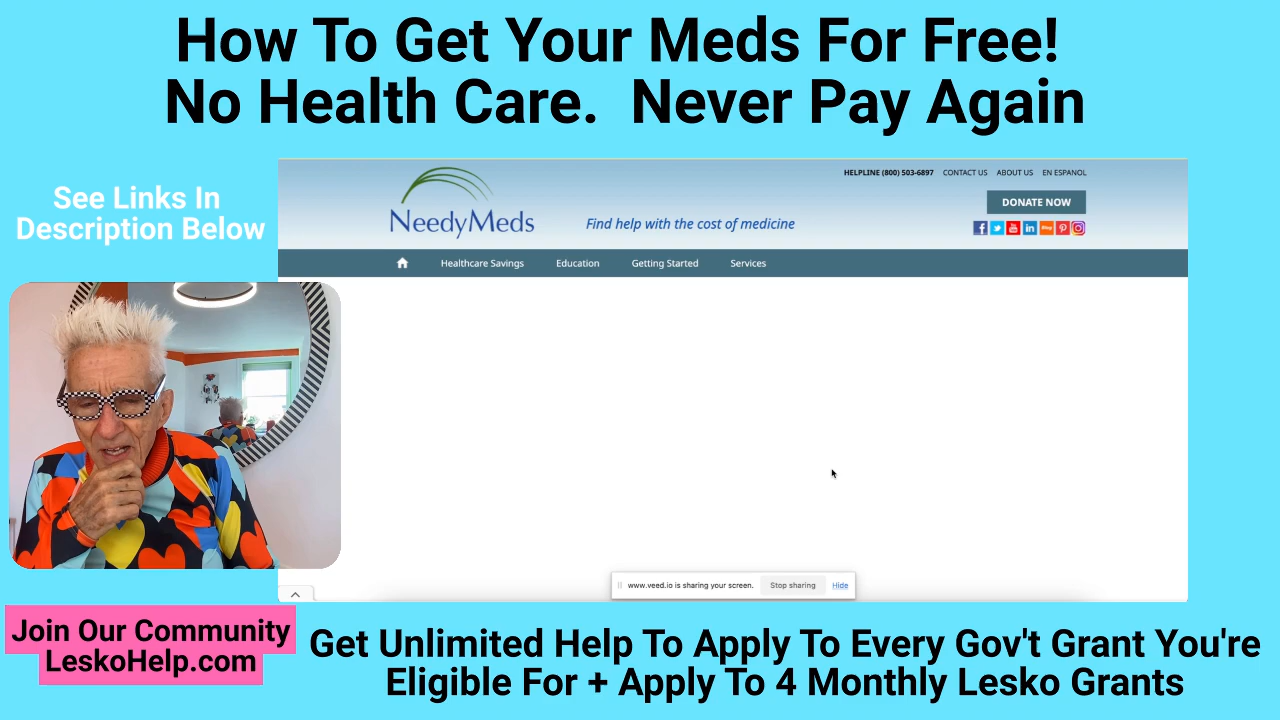 How To Get Your Meds For Free!
No Health Care. Never Pay Again
See Links In
Description Below
HELPLINE (800) 503-6897 CONTACT US ABOUT US EN ESPANOL
DONATE NOW
NeedyMeds
Find help with the cost of medicine
Healthcare Savings Education Getting Started Services
www.veed.io is sharing your screen. Stop sharing Hide
Join Our Community
LeskoHelp.com
Get Unlimited Help To Apply To Every Gov't Grant You're
Eligible For + Apply To 4 Monthly Lesko Grants